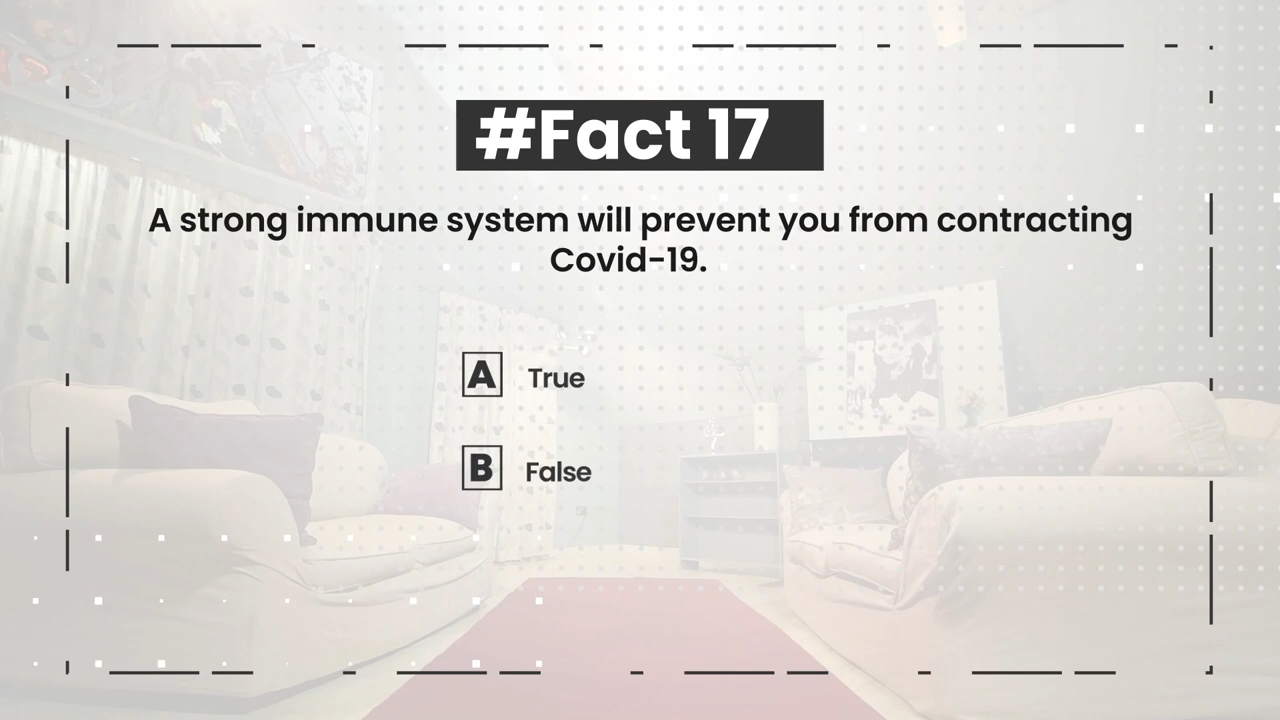 #Fact 17
A strong immune system will prevent you from contracting
Covid-19.
A True
B False